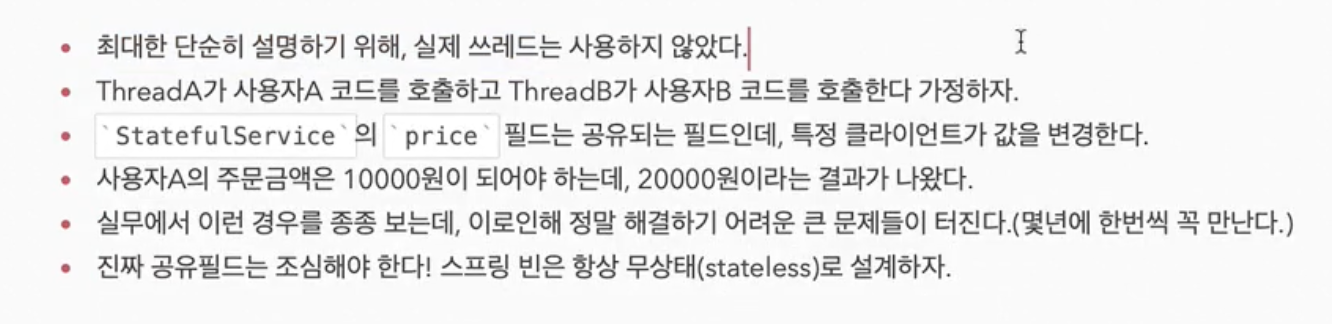 • 최대한 단순히 설명하기 위해, 실제 쓰레드는 사용하지 않았다.
• ThreadA가 사용자A 코드를 호출하고 ThreadB가 사용자B 코드를 호출한다 가정하자.
• `StatefulService`의 `price` 필드는 공유되는 필드인데, 특정 클라이언트가 값을 변경한다.
• 사용자A의 주문금액은 10000원이 되어야 하는데, 20000원이라는 결과가 나왔다.
• 실무에서 이런 경우를 종종 보는데, 이로인해 정말 해결하기 어려운 큰 문제들이 터진다.(몇년에 한번씩 꼭 만난다.)
• 진짜 공유필드는 조심해야 한다! 스프링 빈은 항상 무상태(stateless)로 설계하자.